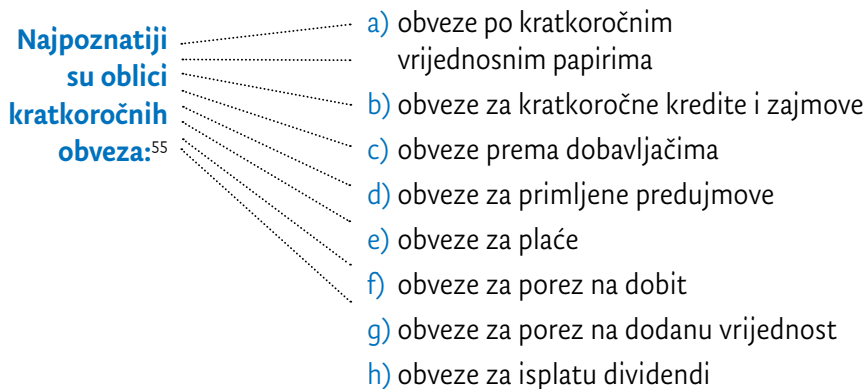 Najpoznatiji
su oblici
kratkoročnih
obveza:55
a) obveze po kratkoročnim
vrijednosnim papirima
b) obveze za kratkoročne kredite i zajmove
c) obveze prema dobavljačima
d) obveze za primljene predujmove
e) obveze za plaće
f) obveze za porez na dobit
g) obveze za porez na dodanu vrijednost
h) obveze za isplatu dividendi